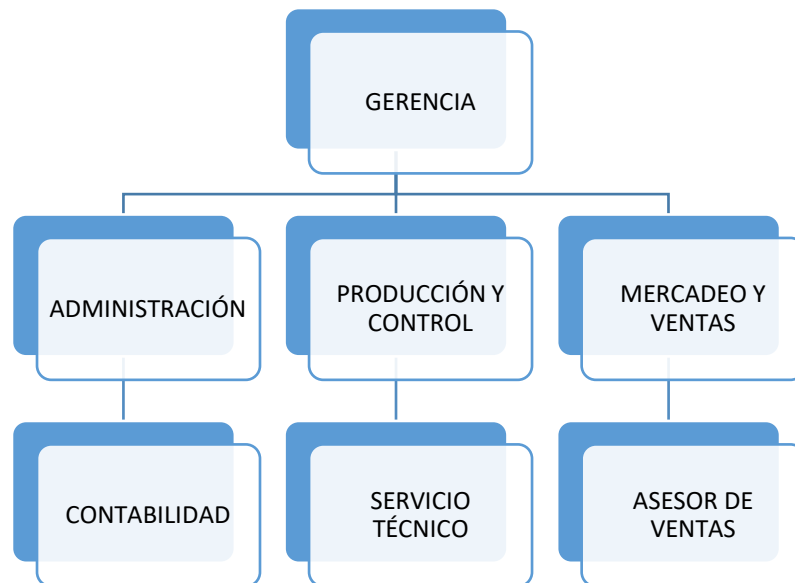 GERENCIA
ADMINISTRACIÓN
PRODUCCIÓN Y
CONTROL
MERCADEO Y
VENTAS
CONTABILIDAD
SERVICIO
TÉCNICO
ASESOR DE
VENTAS